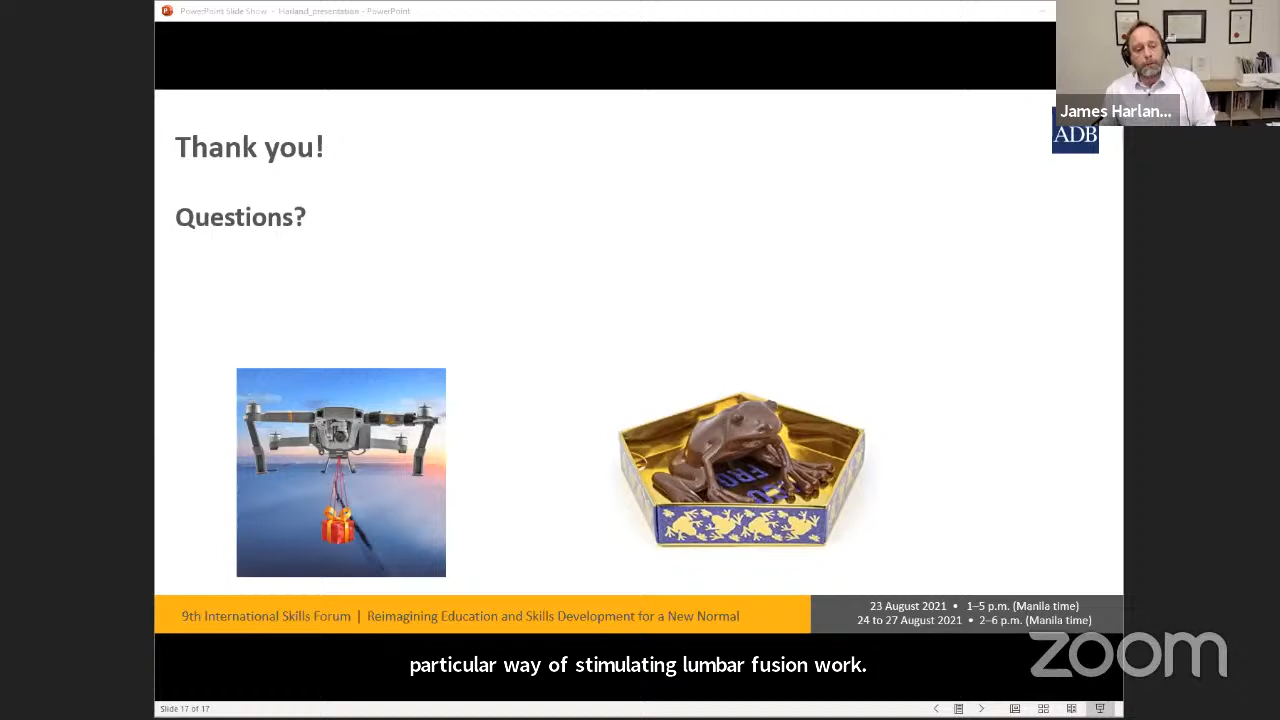 PowerPoint Slide Show - Harland_presentation - PowerPoint
James Harlan...
ADB
Thank you!
Questions?
FRO
9th International Skills Forum | Reimagining Education and Skills Development for a New Normal
23 August 2021 • 1–5 p.m. (Manila time)
24 to 27 August 2021 • 2–6 p.m. (Manila time)
particular way of stimulating lumbar fusion work.
zoom
Slide 17 of 17